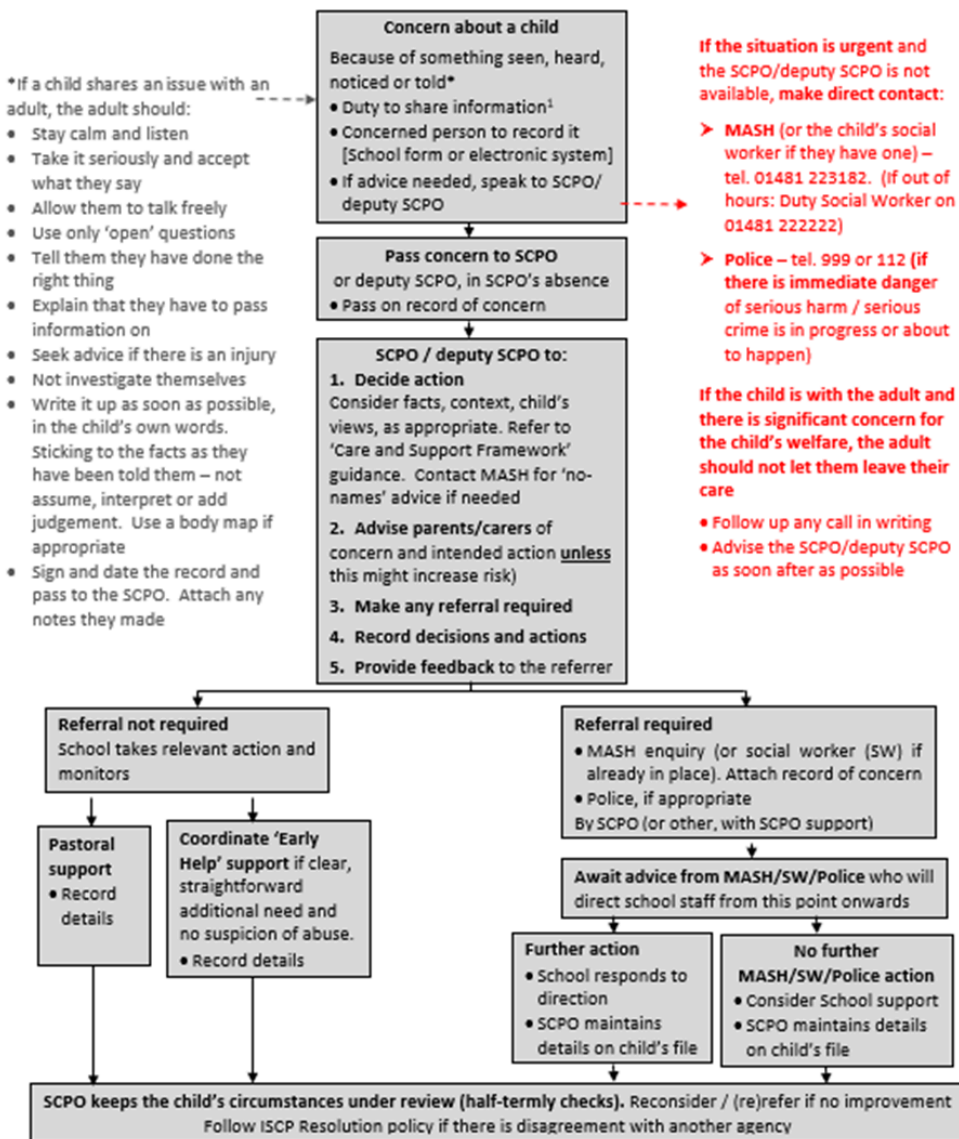 Concern about a child
Because of something seen, heard,
noticed or told*
• Duty to share information¹
• Concerned person to record it
[School form or electronic system]
• If advice needed, speak to SCPO/
deputy SCPO
*If a child shares an issue with an
adult, the adult should:
• Stay calm and listen
• Take it seriously and accept
what they say
• Allow them to talk freely
• Use only ‘open’ questions
• Tell them they have done the
right thing
• Explain that they have to pass
information on
• Seek advice if there is an injury
• Not investigate themselves
• Write it up as soon as possible,
in the child’s own words.
Sticking to the facts as they
have been told them – not
assume, interpret or add
judgement. Use a body map if
appropriate
• Sign and date the record and
pass to the SCPO. Attach any
notes they made
If the situation is urgent and
the SCPO/deputy SCPO is not
available, make direct contact:
➤ MASH (or the child’s social
worker if they have one) –
tel. 01481 223182. (If out of
hours: Duty Social Worker on
01481 222222)
➤ Police – tel. 999 or 112 (if
there is immediate danger
of serious harm / serious
crime is in progress or about
to happen)
If the child is with the adult and
there is significant concern for
the child’s welfare, the adult
should not let them leave their
care
• Follow up any call in writing
• Advise the SCPO/deputy SCPO
as soon after as possible
Pass concern to SCPO
or deputy SCPO, in SCPO’s absence
• Pass on record of concern
SCPO / deputy SCPO to:
1. Decide action
Consider facts, context, child’s
views, as appropriate. Refer to
‘Care and Support Framework’
guidance. Contact MASH for ‘no-
names’ advice if needed
2. Advise parents/carers of
concern and intended action unless
this might increase risk)
3. Make any referral required
4. Record decisions and actions
5. Provide feedback to the referrer
Referral not required
School takes relevant action and
monitors
Pastoral
support
• Record
details
Coordinate ‘Early
Help’ support if clear,
straightforward
additional need and
no suspicion of abuse.
• Record details
Referral required
• MASH enquiry (or social worker (SW) if
already in place). Attach record of concern
• Police, if appropriate
By SCPO (or other, with SCPO support)
Await advice from MASH/SW/Police who will
direct school staff from this point onwards
Further action
• School responds to
direction
• SCPO maintains
details on child’s file
No further
MASH/SW/Police action
• Consider School support
• SCPO maintains details
on child’s file
SCPO keeps the child’s circumstances under review (half-termly checks). Reconsider / (re)refer if no improvement
Follow ISCP Resolution policy if there is disagreement with another agency